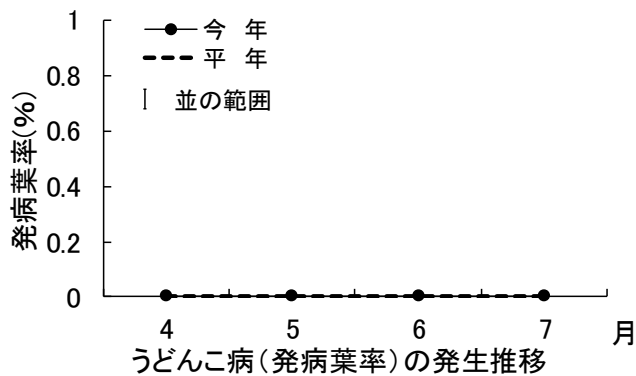 今 年
平 年
並の範囲
発病葉率(%)
1
0.8
0.6
0.4
0.2
0
4 5 6 7 月
うどんこ病(発病葉率)の発生推移